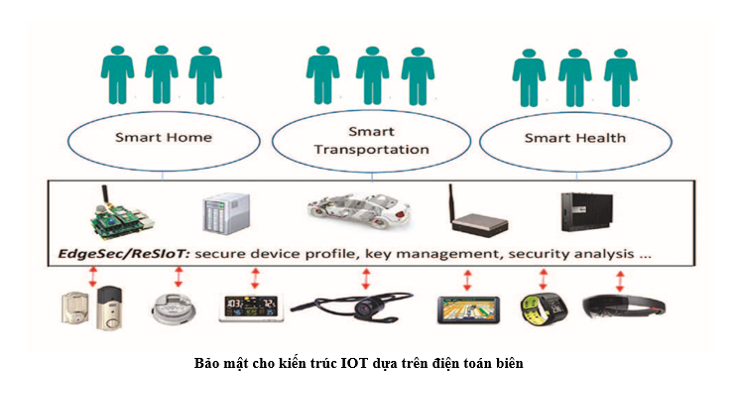 Smart Home
Smart
Transportation
Smart Health
EdgeSec/ReSIoT: secure device profile, key management, security analysis ...
Bảo mật cho kiến trúc IOT dựa trên điện toán biên